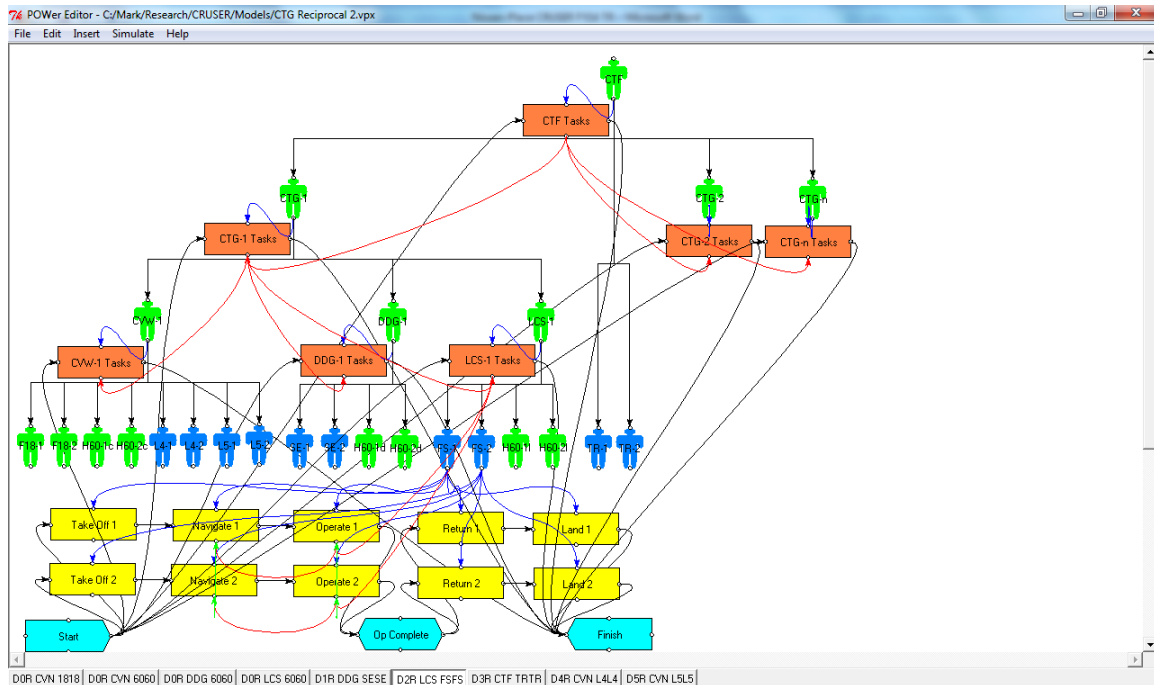 POWer Editor - C:/Mark/Research/CRUSER/Models/CTG Reciprocal 2.vpx
File Edit Insert Simulate Help
CTF
CTF Tasks
CTG-1 CTG-2 CTG-n
CTG-1 Tasks CTG-2 Tasks CTG-n Tasks
CVW-1 DDG-1 LCS-1
CVW-1 Tasks DDG-1 Tasks LCS-1 Tasks
F18-1 F18-2 H60-1c H60-2c L4-1 L4-2 L5-1 L5-2 SE-1 SE-2 H60-1d H60-2d FS-1 FS-2 H60-1l H60-2l TR-1 TR-2
Take Off 1 Navigate 1 Operate 1 Return 1 Land 1
Take Off 2 Navigate 2 Operate 2 Return 2 Land 2
Start Op Complete Finish
D0R CVN 1818 D0R CVN 6060 D0R DDG 6060 D0R LCS 6060 D1R DDG SESE D2R LCS FSFS D3R CTF TRTR D4R CVN L4L4 D5R CVN L5L5